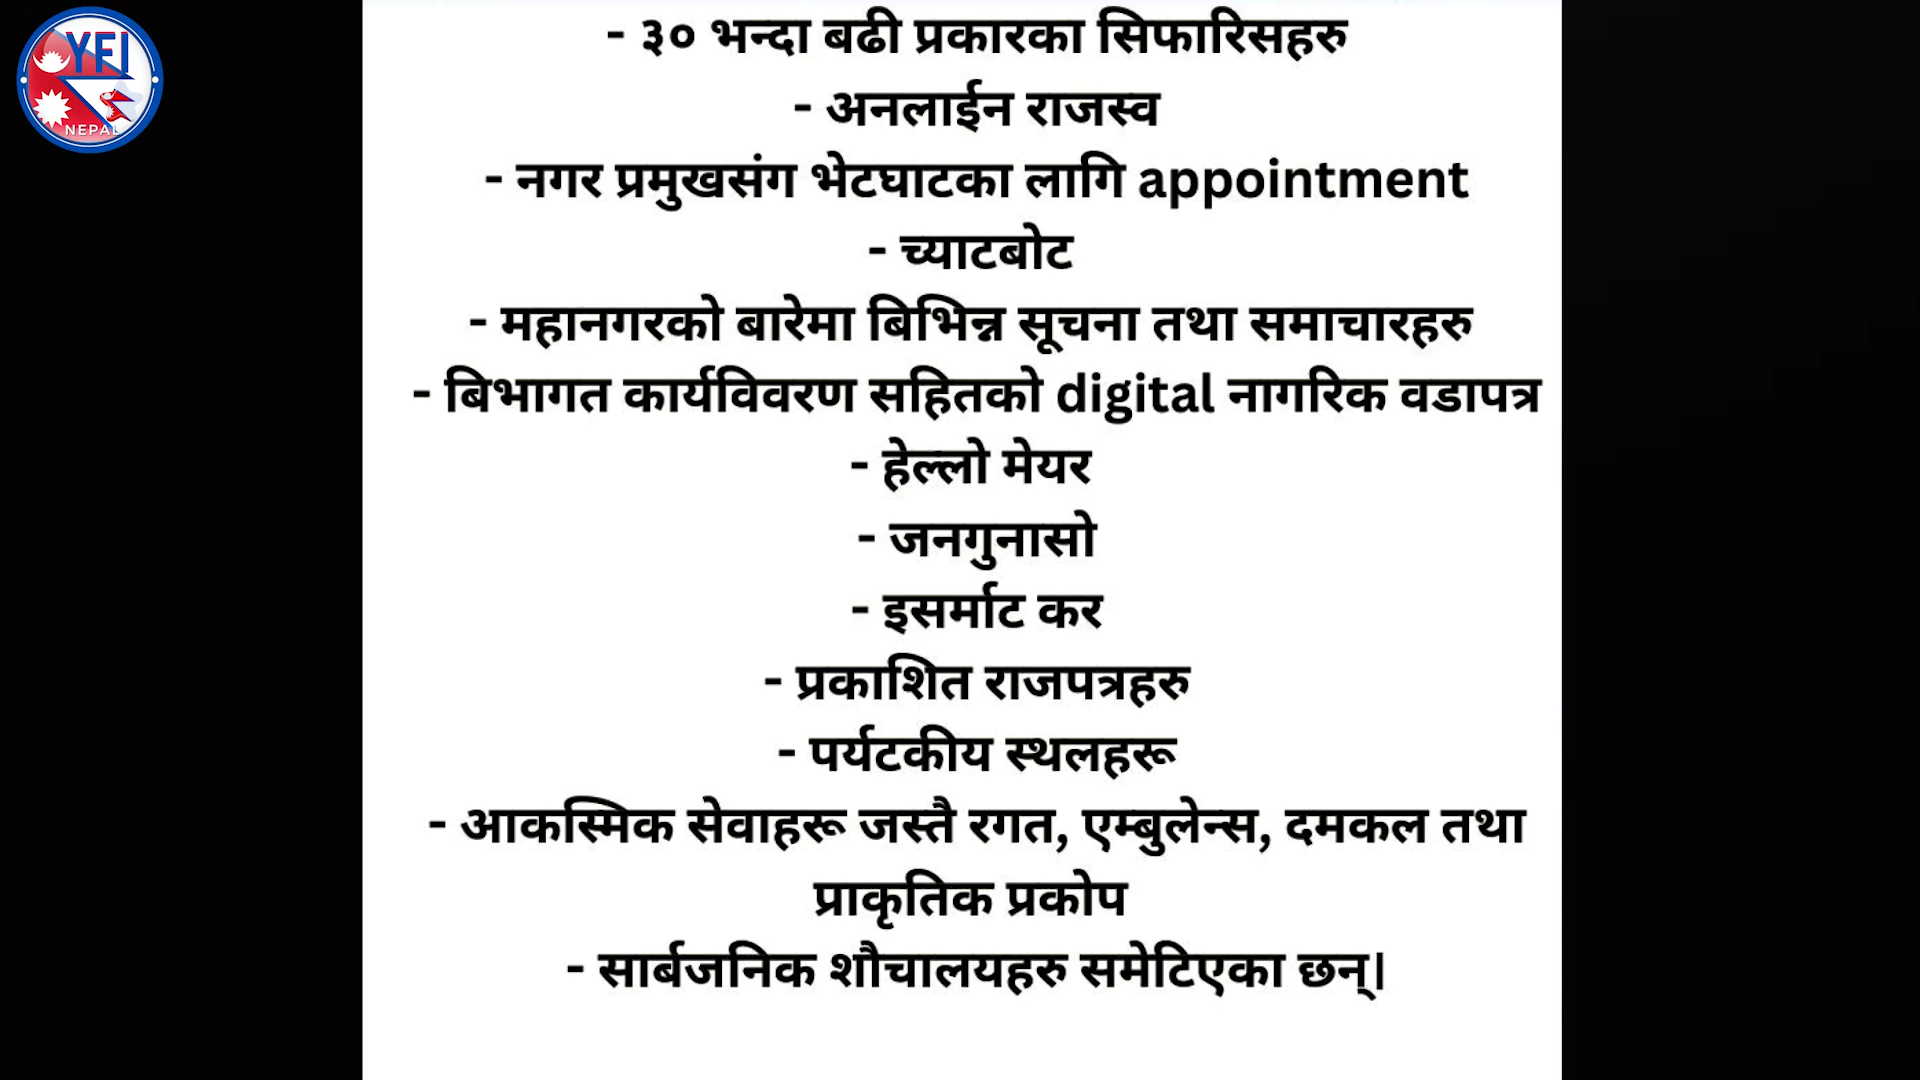 YFI
NEPAL
- ३० भन्दा बढी प्रकारका सिफारिसहरु
- अनलाईन राजस्व
- नगर प्रमुखसंग भेटघाटका लागि appointment
- च्याटबोट
- महानगरको बारेमा बिभिन्न सूचना तथा समाचारहरु
- बिभागत कार्यविवरण सहितको digital नागरिक वडापत्र
- हेल्लो मेयर
- जनगुनासो
- इसर्माट कर
- प्रकाशित राजपत्रहरु
- पर्यटकीय स्थलहरू
- आकस्मिक सेवाहरू जस्तै रगत, एम्बुलेन्स, दमकल तथा
प्राकृतिक प्रकोप
- सार्बजनिक शौचालयहरु समेटिएका छन्।